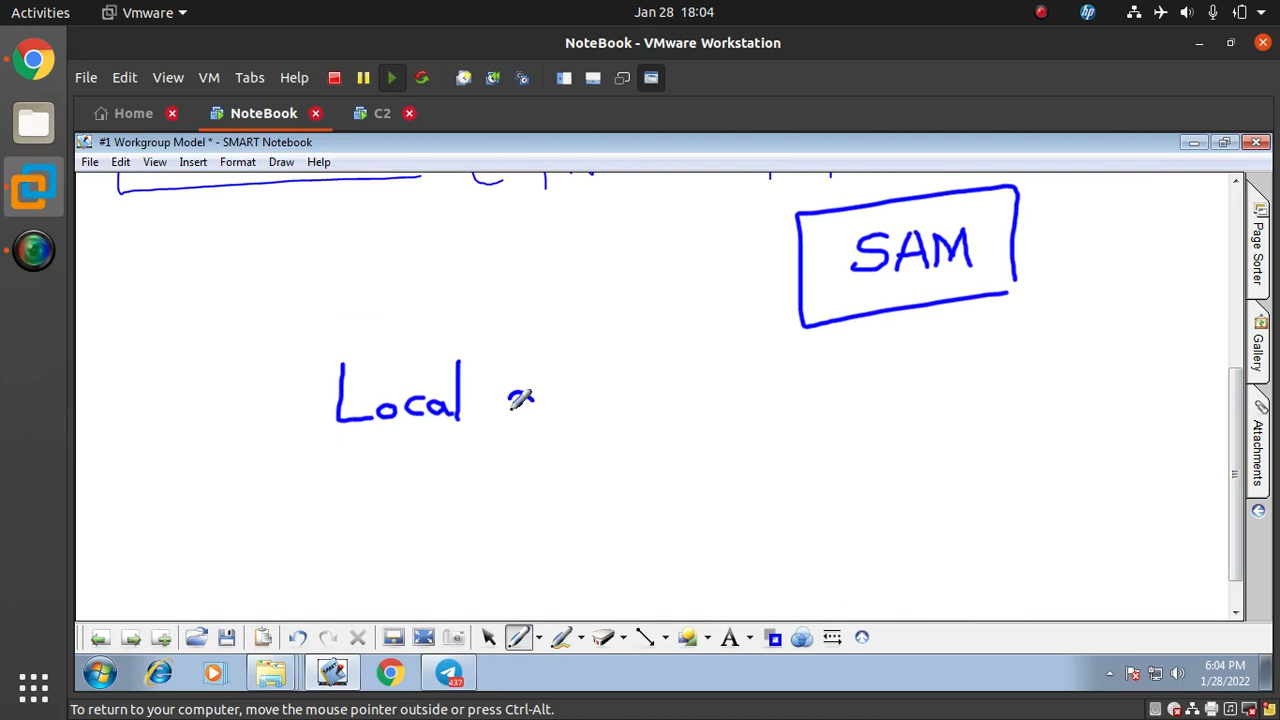 Activities
Vmware
Jan 28 18:04
NoteBook - VMware Workstation
File Edit View VM Tabs Help
Home
NoteBook
C2
#1 Workgroup Model * - SMART Notebook
File Edit View Insert Format Draw Help
SAM
Local
Page Sorter
Gallery
Attachments
A
437
6:04 PM
1/28/2022
To return to your computer, move the mouse pointer outside or press Ctrl-Alt.